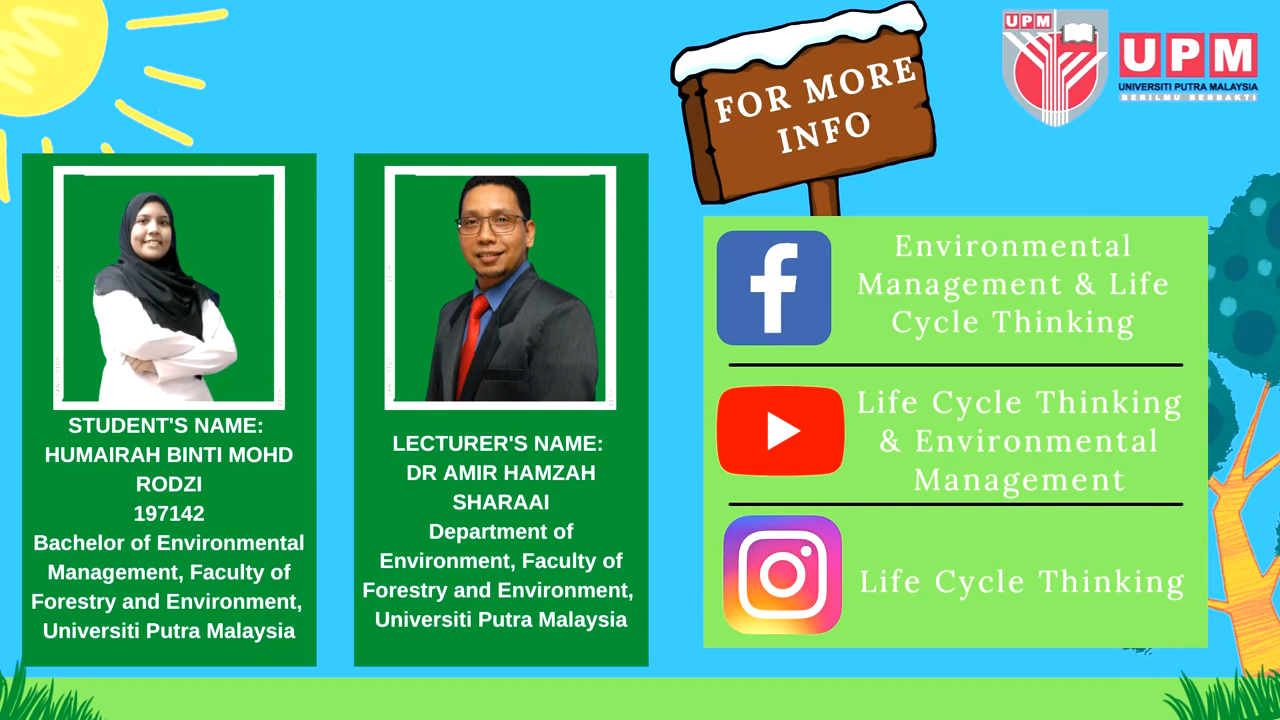 UPM
UPM
UNIVERSITI PUTRA MALAYSIA
BERILMU BERBAKTI
FOR MORE
INFO
STUDENT'S NAME:
HUMAIRAH BINTI MOHD
RODZI
197142
Bachelor of Environmental
Management, Faculty of
Forestry and Environment,
Universiti Putra Malaysia
LECTURER'S NAME:
DR AMIR HAMZAH
SHARAAI
Department of
Environment, Faculty of
Forestry and Environment,
Universiti Putra Malaysia
Environmental
Management & Life
Cycle Thinking
Life Cycle Thinking
& Environmental
Management
Life Cycle Thinking